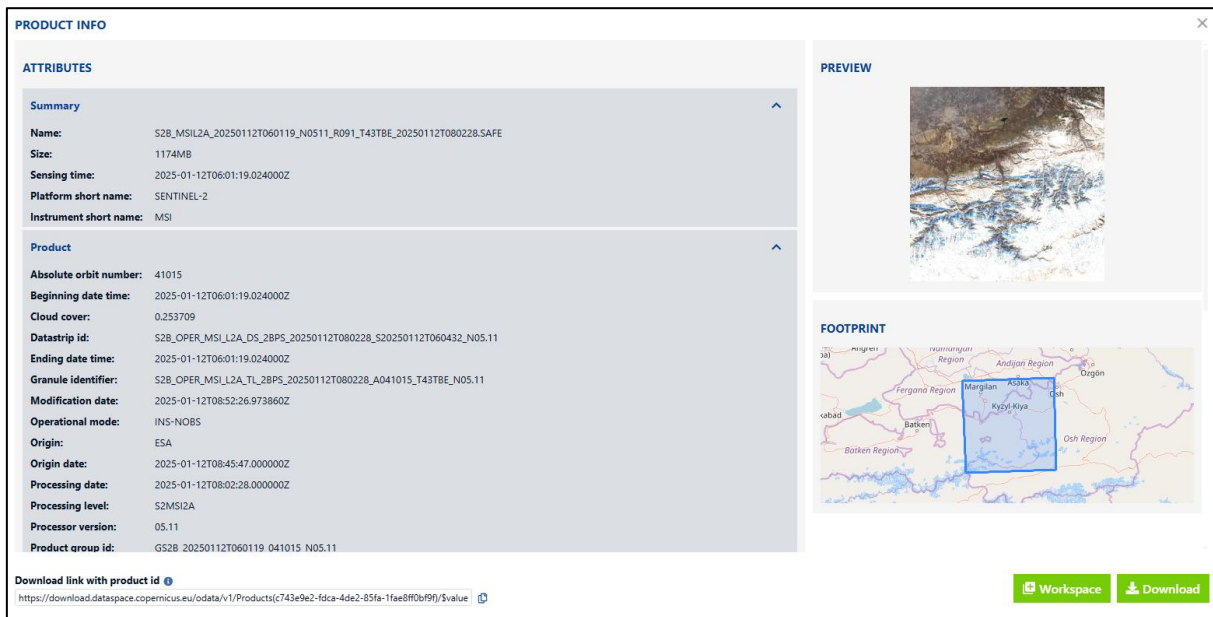 PRODUCT INFO
ATTRIBUTES
Summary
Name: S2B_MSIL2A_20250112T060119_N0511_R091_T43TBE_20250112T080228.SAFE
Size: 1174MB
Sensing time: 2025-01-12T06:01:19.024000Z
Platform short name: SENTINEL-2
Instrument short name: MSI
Product
Absolute orbit number: 41015
Beginning date time: 2025-01-12T06:01:19.024000Z
Cloud cover: 0.253709
Datastrip id: S2B_OPER_MSI_L2A_DS_2BPS_20250112T080228_S20250112T060432_N05.11
Ending date time: 2025-01-12T06:01:19.024000Z
Granule identifier: S2B_OPER_MSI_L2A_TL_2BPS_20250112T080228_A041015_T43TBE_N05.11
Modification date: 2025-01-12T08:52:26.973860Z
Operational mode: INS-NOBS
Origin: ESA
Origin date: 2025-01-12T08:45:47.000000Z
Processing date: 2025-01-12T08:02:28.000000Z
Processing level: S2MSI2A
Processor version: 05.11
Product group id: GS2B_20250112T060119_041015_N05.11
PREVIEW
FOOTPRINT
Angren
Namangan
Region
Andijan Region
Özgön
Fergana Region
Margilan
Asaka
Osh
Kyzyl-Kiya
kabad
Batken
Batken Region
Osh Region
Download link with product id
https://download.dataspace.copernicus.eu/odata/v1/Products(c743e9e2-fdca-4de2-85fa-1fae8ff0bf9f)/$value
Workspace
Download